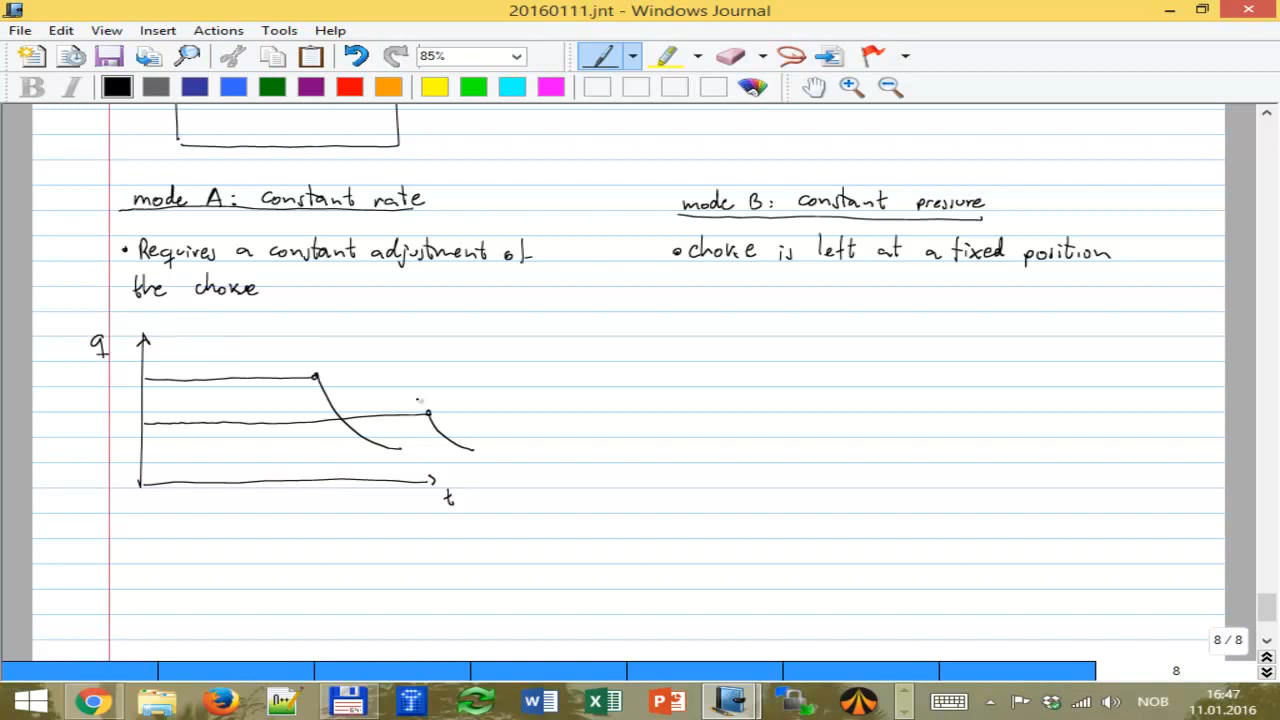 20160111.jnt - Windows Journal
File Edit View Insert Actions Tools Help
85%
B I
mode A: constant rate
mode B: constant pressure
• Requires a constant adjustment of
the choke
• choke is left at a fixed position
q
t
8 / 8
8
NOB
16:47
11.01.2016